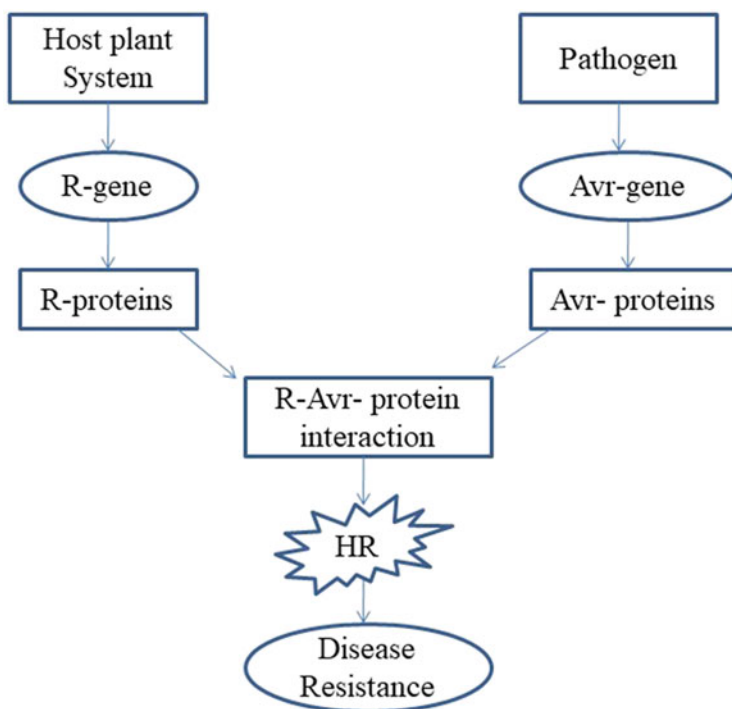 Host plant
System
Pathogen
R-gene
Avr-gene
R-proteins
Avr- proteins
R-Avr- protein
interaction
HR
Disease
Resistance